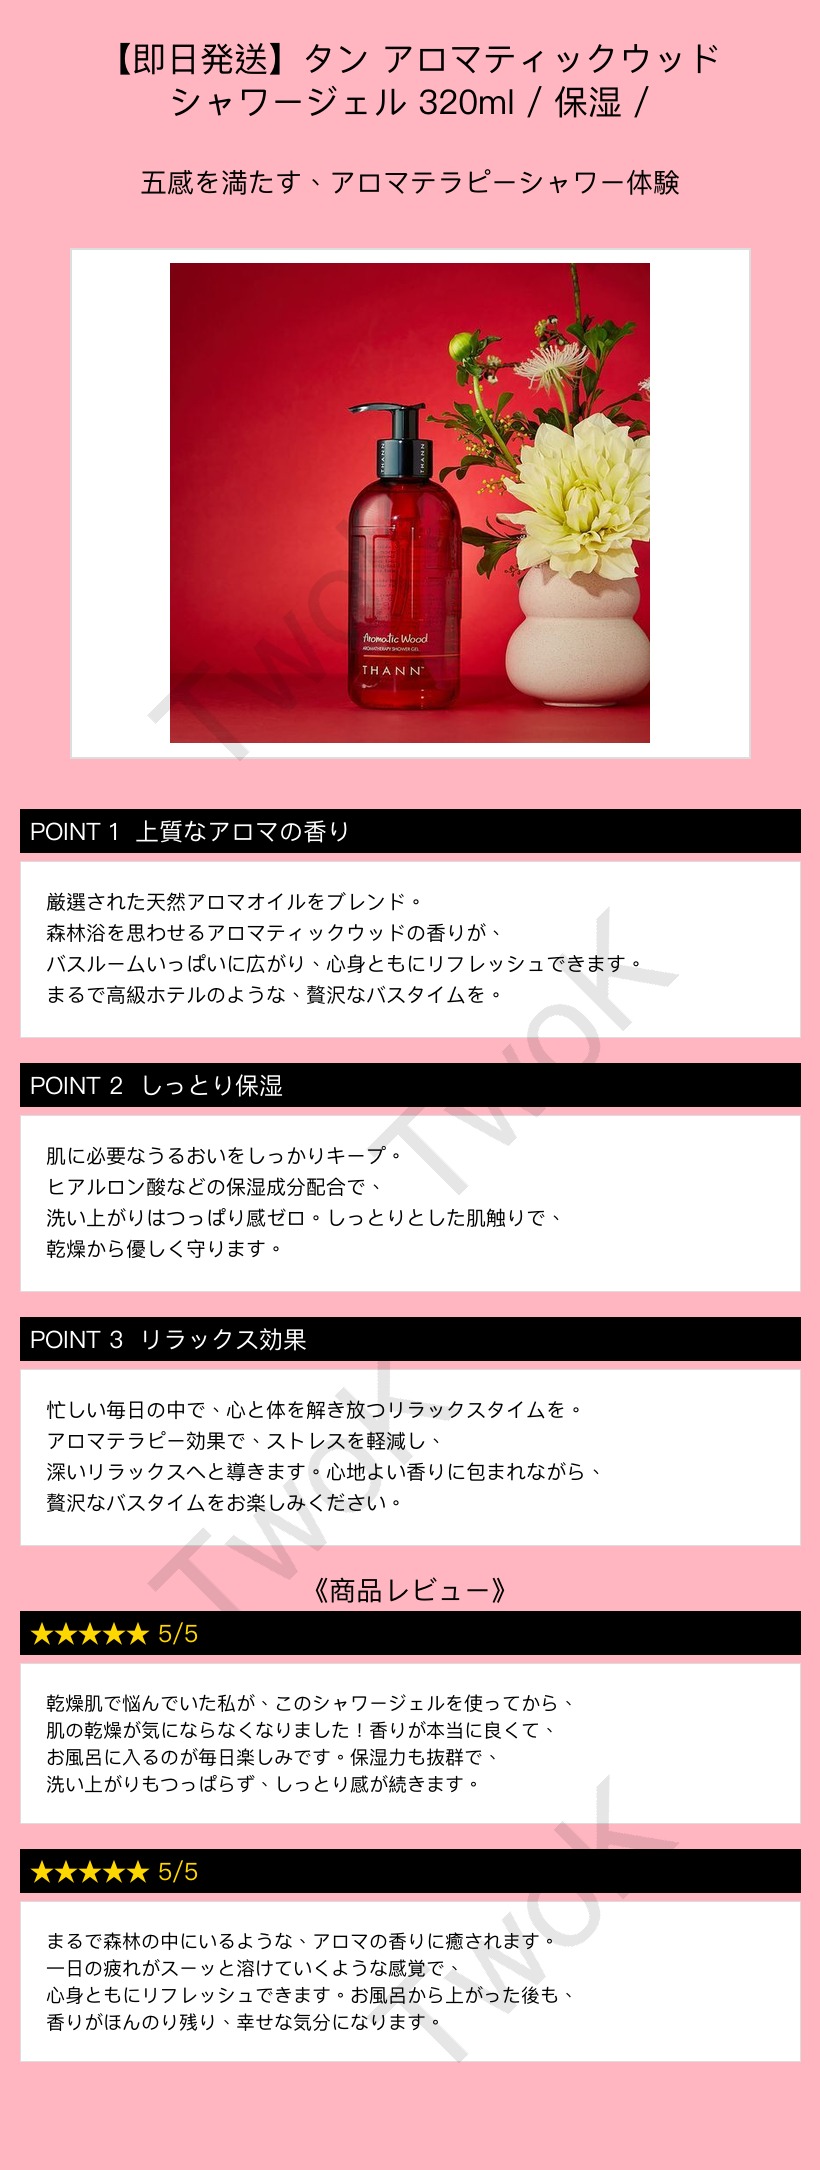 【即日発送】タン アロマティックウッド
シャワージェル 320ml / 保湿 /
五感を満たす、アロマテラピーシャワー体験
THANN
THANN
Aromatic Wood
AROMATHERAPY SHOWER GEL
THANN™
POINT 1 上質なアロマの香り
厳選された天然アロマオイルをブレンド。
森林浴を思わせるアロマティックウッドの香りが、
バスルームいっぱいに広がり、心身ともにリフレッシュできます。
まるで高級ホテルのような、贅沢なバスタイムを。
POINT 2 しっとり保湿
肌に必要なうるおいをしっかりキープ。
ヒアルロン酸などの保湿成分配合で、
洗い上がりはつっぱり感ゼロ。しっとりとした肌触りで、
乾燥から優しく守ります。
POINT 3 リラックス効果
忙しい毎日の中で、心と体を解き放つリラックスタイムを。
アロマテラピー効果で、ストレスを軽減し、
深いリラックスへと導きます。心地よい香りに包まれながら、
贅沢なバスタイムをお楽しみください。
《商品レビュー》
★★★★★ 5/5
乾燥肌で悩んでいた私が、このシャワージェルを使ってから、
肌の乾燥が気にならなくなりました！香りが本当に良くて、
お風呂に入るのが毎日楽しみです。保湿力も抜群で、
洗い上がりもつっぱらず、しっとり感が続きます。
★★★★★ 5/5
まるで森林の中にいるような、アロマの香りに癒されます。
一日の疲れがスーッと溶けていくような感覚で、
心身ともにリフレッシュできます。お風呂から上がった後も、
香りがほんのり残り、幸せな気分になります。
TwoK
TwoK
TwoK
TwoK